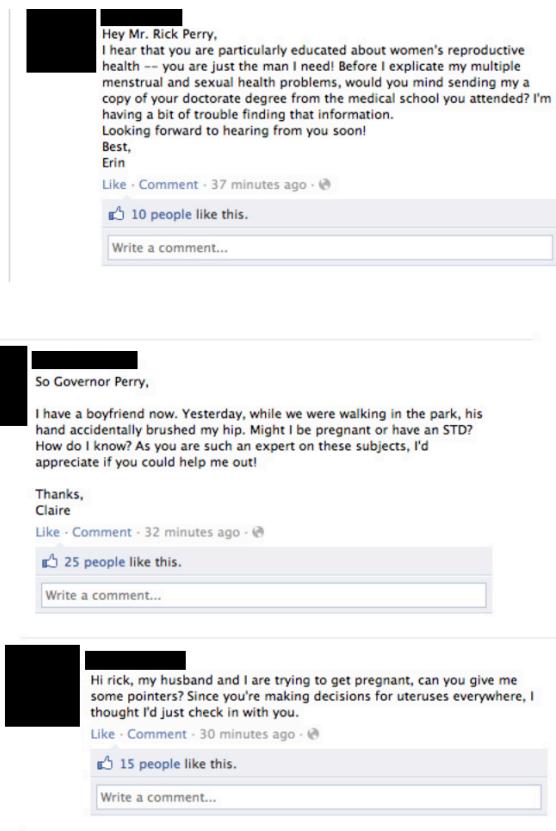 Hey Mr. Rick Perry,
I hear that you are particularly educated about women's reproductive
health -- you are just the man I need! Before I explicate my multiple
menstrual and sexual health problems, would you mind sending my a
copy of your doctorate degree from the medical school you attended? I'm
having a bit of trouble finding that information.
Looking forward to hearing from you soon!
Best,
Erin
Like · Comment · 37 minutes ago ·
10 people like this.
Write a comment...
So Governor Perry,
I have a boyfriend now. Yesterday, while we were walking in the park, his
hand accidentally brushed my hip. Might I be pregnant or have an STD?
How do I know? As you are such an expert on these subjects, I'd
appreciate if you could help me out!
Thanks,
Claire
Like · Comment · 32 minutes ago ·
25 people like this.
Write a comment...
Hi rick, my husband and I are trying to get pregnant, can you give me
some pointers? Since you're making decisions for uteruses everywhere, I
thought I'd just check in with you.
Like · Comment · 30 minutes ago ·
15 people like this.
Write a comment...